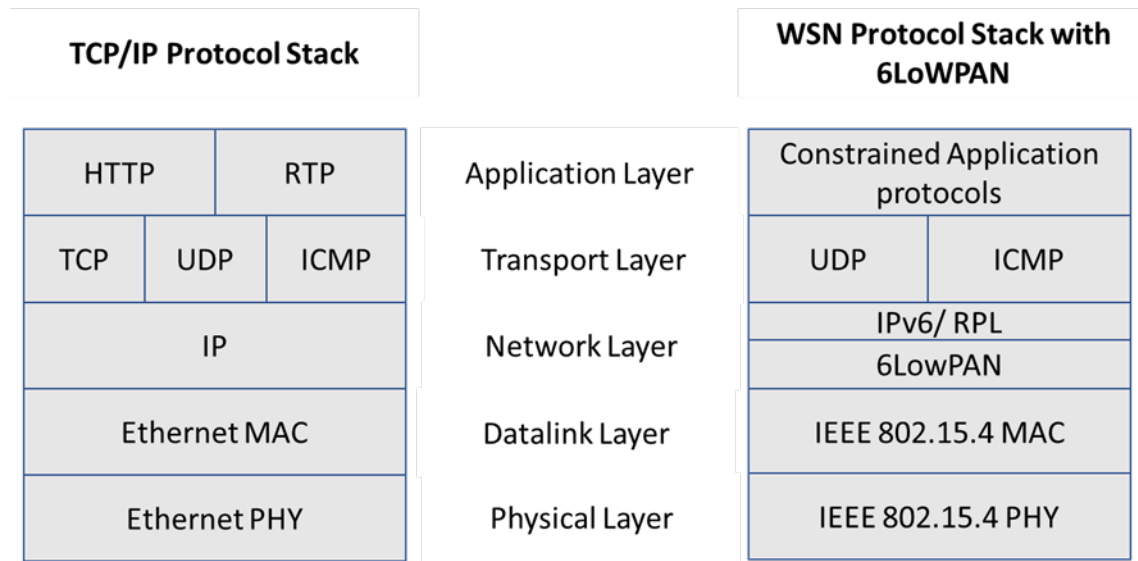 TCP/IP Protocol Stack
WSN Protocol Stack with
6LoWPAN
HTTP RTP Application Layer Constrained Application
protocols
TCP UDP ICMP Transport Layer UDP ICMP
IP Network Layer IPv6/ RPL
6LowPAN
Ethernet MAC Datalink Layer IEEE 802.15.4 MAC
Ethernet PHY Physical Layer IEEE 802.15.4 PHY